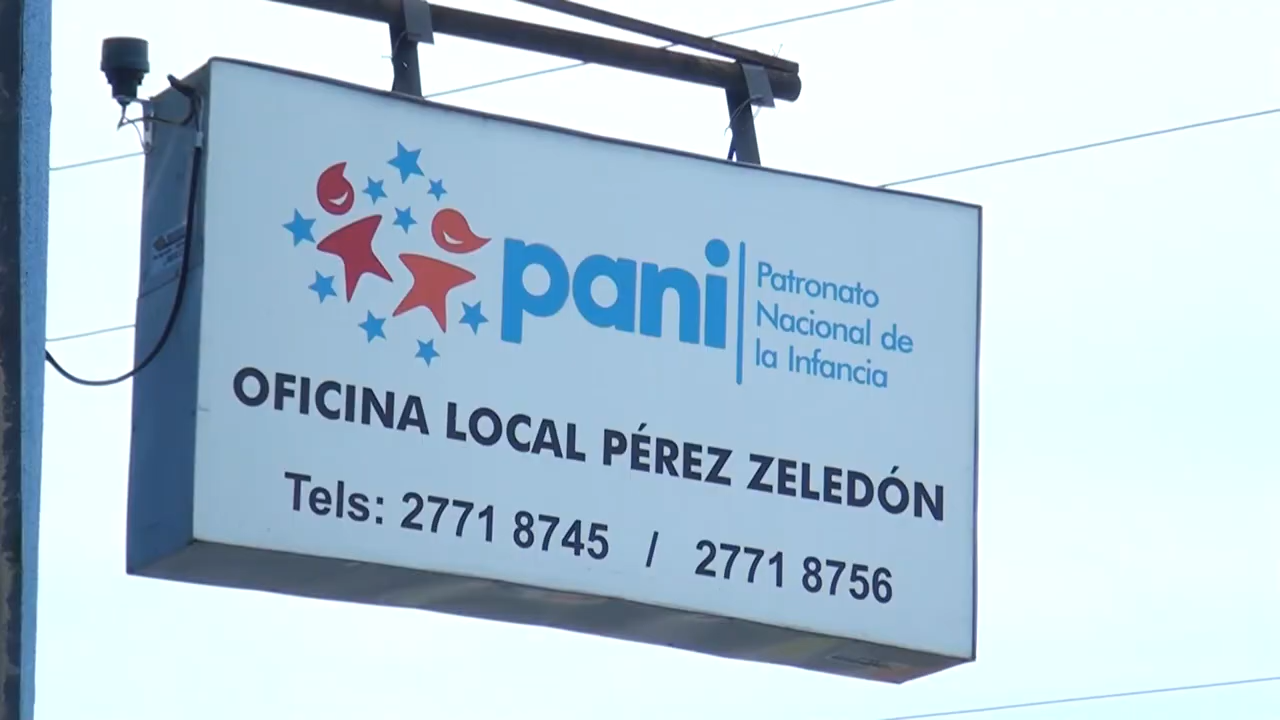 pani
Patronato
Nacional de
la Infancia
OFICINA LOCAL PÉREZ ZELEDÓN
Tels: 2771 8745 / 2771 8756